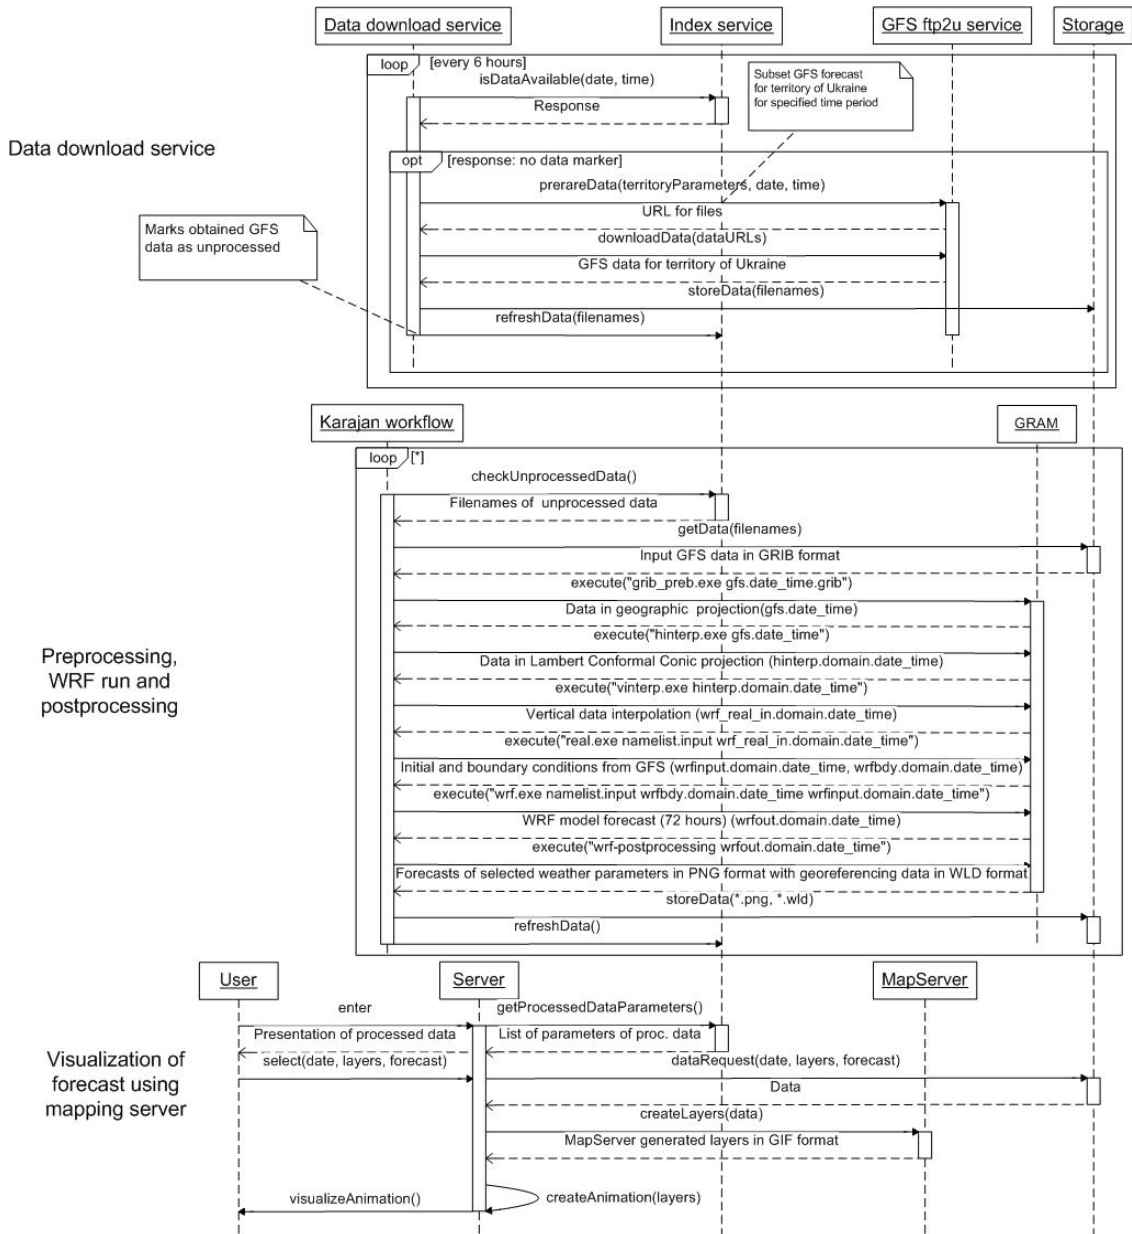 Data download service
Index service
GFS ftp2u service
Storage
loop
[every 6 hours]
isDataAvailable(date, time)
Response
Subset GFS forecast
for territory of Ukraine
for specified time period
Data download service
opt
[response: no data marker]
prerareData(territoryParameters, date, time)
URL for files
Marks obtained GFS
data as unprocessed
downloadData(dataURLs)
GFS data for territory of Ukraine
storeData(filenames)
refreshData(filenames)
Karajan workflow
GRAM
loop
[*]
checkUnprocessedData()
Filenames of unprocessed data
getData(filenames)
Input GFS data in GRIB format
execute("grib_preb.exe gfs.date_time.grib")
Data in geographic projection(gfs.date_time)
execute("hinterp.exe gfs.date_time")
Data in Lambert Conformal Conic projection (hinterp.domain.date_time)
execute("vinterp.exe hinterp.domain.date_time")
Preprocessing,
WRF run and
postprocessing
Vertical data interpolation (wrf_real_in.domain.date_time)
execute("real.exe namelist.input wrf_real_in.domain.date_time")
Initial and boundary conditions from GFS (wrfinput.domain.date_time, wrfbdy.domain.date_time)
execute("wrf.exe namelist.input wrfbdy.domain.date_time wrfinput.domain.date_time")
WRF model forecast (72 hours) (wrfout.domain.date_time)
execute("wrf-postprocessing wrfout.domain.date_time")
Forecasts of selected weather parameters in PNG format with georeferencing data in WLD format
storeData(*.png, *.wld)
refreshData()
User
Server
MapServer
enter
getProcessedDataParameters()
Presentation of processed data
List of parameters of proc. data
select(date, layers, forecast)
dataRequest(date, layers, forecast)
Visualization of
forecast using
mapping server
Data
createLayers(data)
MapServer generated layers in GIF format
visualizeAnimation()
createAnimation(layers)